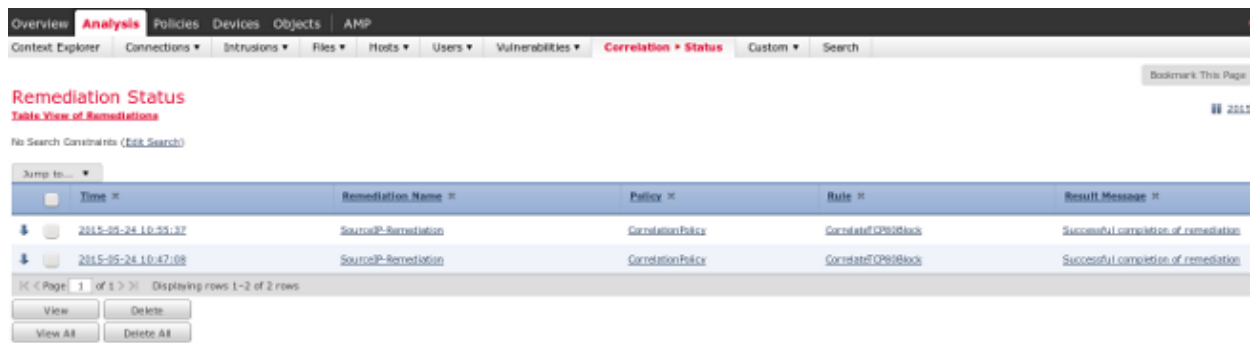 Overview Analysis Policies Devices Objects AMP
Context Explorer Connections ▾ Intrusions ▾ Files ▾ Hosts ▾ Users ▾ Vulnerabilities ▾ Correlation ▸ Status Custom ▾ Search
Bookmark This Page
Remediation Status
2015
Table View of Remediations
No Search Constraints (Edit Search)
Jump to... ▾
Time × Remediation Name × Policy × Rule × Result Message ×
2015-05-24 10:55:37 SourceIP-Remediation CorrelationPolicy CorrelateTCP80Block Successful completion of remediation
2015-05-24 10:47:08 SourceIP-Remediation CorrelationPolicy CorrelateTCP80Block Successful completion of remediation
|< < Page 1 of 1 > >| Displaying rows 1–2 of 2 rows
View Delete
View All Delete All